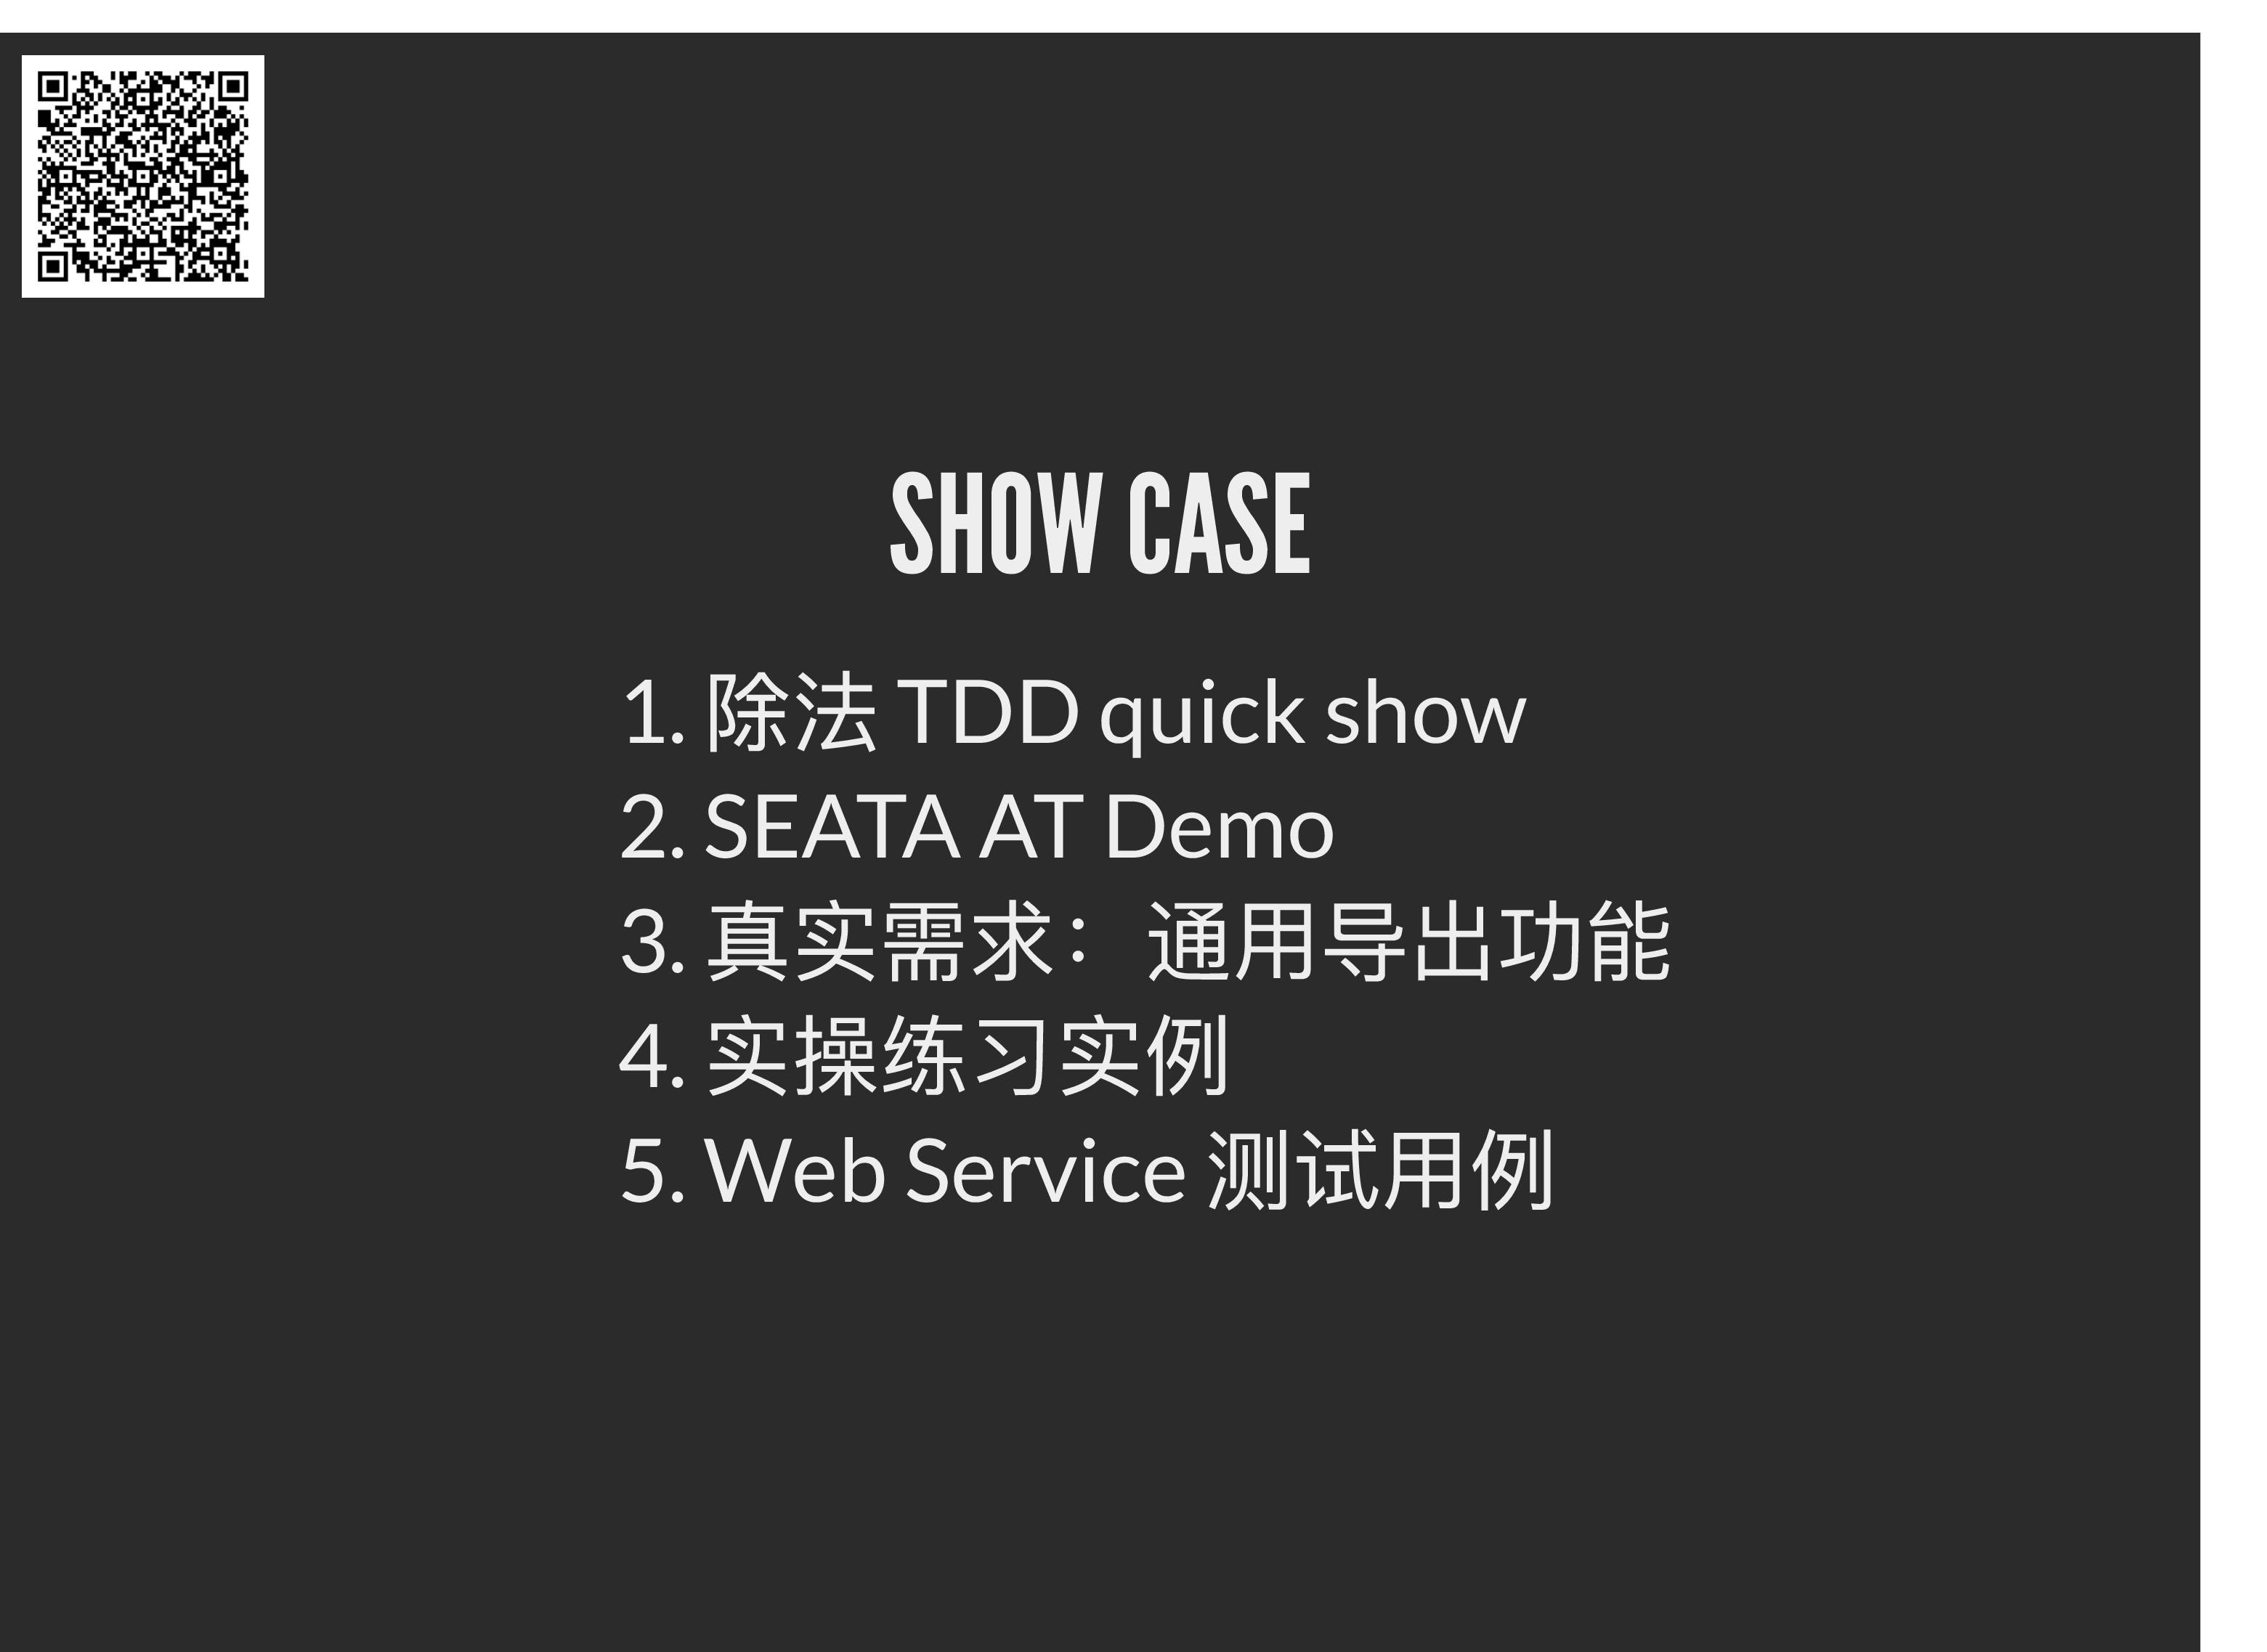 SHOW CASE
1. 除法 TDD quick show
2. SEATA AT Demo
3. 真实需求： 通用导出功能
4. 实操练习实例
5. Web Service 测试用例